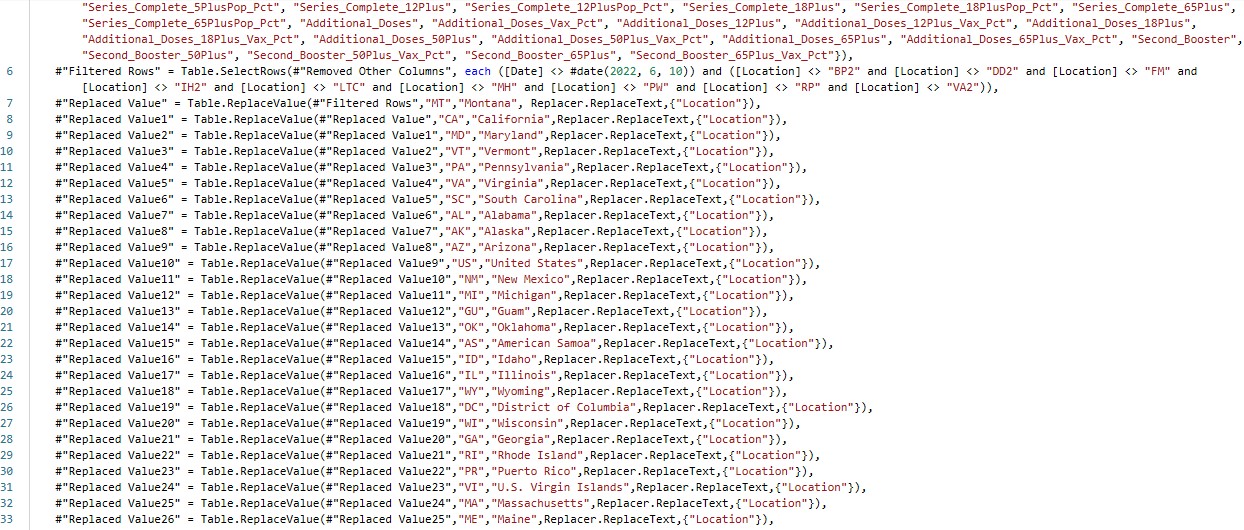 "Series_Complete_5PlusPop_Pct", "Series_Complete_12Plus", "Series_Complete_12PlusPop_Pct", "Series_Complete_18Plus", "Series_Complete_18PlusPop_Pct", "Series_Complete_65Plus",
"Series_Complete_65PlusPop_Pct", "Additional_Doses", "Additional_Doses_Vax_Pct", "Additional_Doses_12Plus", "Additional_Doses_12Plus_Vax_Pct", "Additional_Doses_18Plus",
"Additional_Doses_18Plus_Vax_Pct", "Additional_Doses_50Plus", "Additional_Doses_50Plus_Vax_Pct", "Additional_Doses_65Plus", "Additional_Doses_65Plus_Vax_Pct", "Second_Booster",
"Second_Booster_50Plus", "Second_Booster_50Plus_Vax_Pct", "Second_Booster_65Plus", "Second_Booster_65Plus_Vax_Pct"}),
6 #"Filtered Rows" = Table.SelectRows(#"Removed Other Columns", each ([Date] <> #date(2022, 6, 10)) and ([Location] <> "BP2" and [Location] <> "DD2" and [Location] <> "FM" and
[Location] <> "IH2" and [Location] <> "LTC" and [Location] <> "MH" and [Location] <> "PW" and [Location] <> "RP" and [Location] <> "VA2")),
7 #"Replaced Value" = Table.ReplaceValue(#"Filtered Rows","MT","Montana", Replacer.ReplaceText,{"Location"}),
8 #"Replaced Value1" = Table.ReplaceValue(#"Replaced Value","CA","California",Replacer.ReplaceText,{"Location"}),
9 #"Replaced Value2" = Table.ReplaceValue(#"Replaced Value1","MD","Maryland",Replacer.ReplaceText,{"Location"}),
10 #"Replaced Value3" = Table.ReplaceValue(#"Replaced Value2","VT","Vermont",Replacer.ReplaceText,{"Location"}),
11 #"Replaced Value4" = Table.ReplaceValue(#"Replaced Value3","PA","Pennsylvania",Replacer.ReplaceText,{"Location"}),
12 #"Replaced Value5" = Table.ReplaceValue(#"Replaced Value4","VA","Virginia",Replacer.ReplaceText,{"Location"}),
13 #"Replaced Value6" = Table.ReplaceValue(#"Replaced Value5","SC","South Carolina",Replacer.ReplaceText,{"Location"}),
14 #"Replaced Value7" = Table.ReplaceValue(#"Replaced Value6","AL","Alabama",Replacer.ReplaceText,{"Location"}),
15 #"Replaced Value8" = Table.ReplaceValue(#"Replaced Value7","AK","Alaska",Replacer.ReplaceText,{"Location"}),
16 #"Replaced Value9" = Table.ReplaceValue(#"Replaced Value8","AZ","Arizona",Replacer.ReplaceText,{"Location"}),
17 #"Replaced Value10" = Table.ReplaceValue(#"Replaced Value9","US","United States",Replacer.ReplaceText,{"Location"}),
18 #"Replaced Value11" = Table.ReplaceValue(#"Replaced Value10","NM","New Mexico",Replacer.ReplaceText,{"Location"}),
19 #"Replaced Value12" = Table.ReplaceValue(#"Replaced Value11","MI","Michigan",Replacer.ReplaceText,{"Location"}),
20 #"Replaced Value13" = Table.ReplaceValue(#"Replaced Value12","GU","Guam",Replacer.ReplaceText,{"Location"}),
21 #"Replaced Value14" = Table.ReplaceValue(#"Replaced Value13","OK","Oklahoma",Replacer.ReplaceText,{"Location"}),
22 #"Replaced Value15" = Table.ReplaceValue(#"Replaced Value14","AS","American Samoa",Replacer.ReplaceText,{"Location"}),
23 #"Replaced Value16" = Table.ReplaceValue(#"Replaced Value15","ID","Idaho",Replacer.ReplaceText,{"Location"}),
24 #"Replaced Value17" = Table.ReplaceValue(#"Replaced Value16","IL","Illinois",Replacer.ReplaceText,{"Location"}),
25 #"Replaced Value18" = Table.ReplaceValue(#"Replaced Value17","WY","Wyoming",Replacer.ReplaceText,{"Location"}),
26 #"Replaced Value19" = Table.ReplaceValue(#"Replaced Value18","DC","District of Columbia",Replacer.ReplaceText,{"Location"}),
27 #"Replaced Value20" = Table.ReplaceValue(#"Replaced Value19","WI","Wisconsin",Replacer.ReplaceText,{"Location"}),
28 #"Replaced Value21" = Table.ReplaceValue(#"Replaced Value20","GA","Georgia",Replacer.ReplaceText,{"Location"}),
29 #"Replaced Value22" = Table.ReplaceValue(#"Replaced Value21","RI","Rhode Island",Replacer.ReplaceText,{"Location"}),
30 #"Replaced Value23" = Table.ReplaceValue(#"Replaced Value22","PR","Puerto Rico",Replacer.ReplaceText,{"Location"}),
31 #"Replaced Value24" = Table.ReplaceValue(#"Replaced Value23","VI","U.S. Virgin Islands",Replacer.ReplaceText,{"Location"}),
32 #"Replaced Value25" = Table.ReplaceValue(#"Replaced Value24","MA","Massachusetts",Replacer.ReplaceText,{"Location"}),
33 #"Replaced Value26" = Table.ReplaceValue(#"Replaced Value25","ME","Maine",Replacer.ReplaceText,{"Location"}),